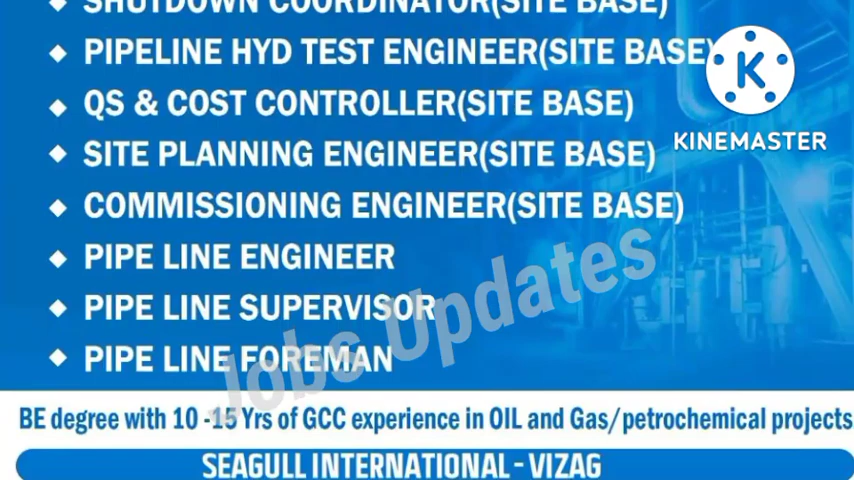 SHUTDOWN COORDINATOR(SITE BASE)
PIPELINE HYD TEST ENGINEER(SITE BASE)
QS & COST CONTROLLER(SITE BASE)
SITE PLANNING ENGINEER(SITE BASE)
COMMISSIONING ENGINEER(SITE BASE)
PIPE LINE ENGINEER
PIPE LINE SUPERVISOR
PIPE LINE FOREMAN
K
KINEMASTER
Jobs Updates
BE degree with 10 -15 Yrs of GCC experience in OIL and Gas/petrochemical projects
SEAGULL INTERNATIONAL - VIZAG